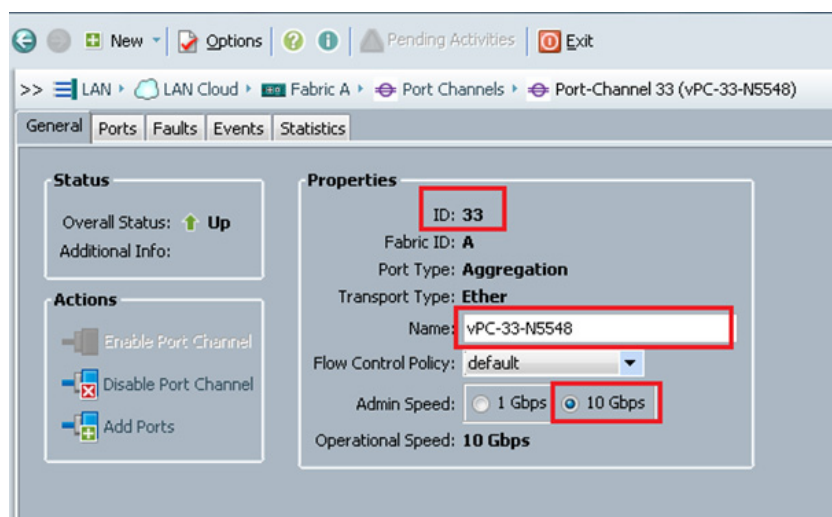 New Options Pending Activities Exit
>> LAN LAN Cloud Fabric A Port Channels Port-Channel 33 (vPC-33-N5548)
General Ports Faults Events Statistics
Status
Overall Status: Up
Additional Info:
Actions
Enable Port Channel
Disable Port Channel
Add Ports
Properties
ID: 33
Fabric ID: A
Port Type: Aggregation
Transport Type: Ether
Name: vPC-33-N5548
Flow Control Policy: default
Admin Speed: 1 Gbps 10 Gbps
Operational Speed: 10 Gbps